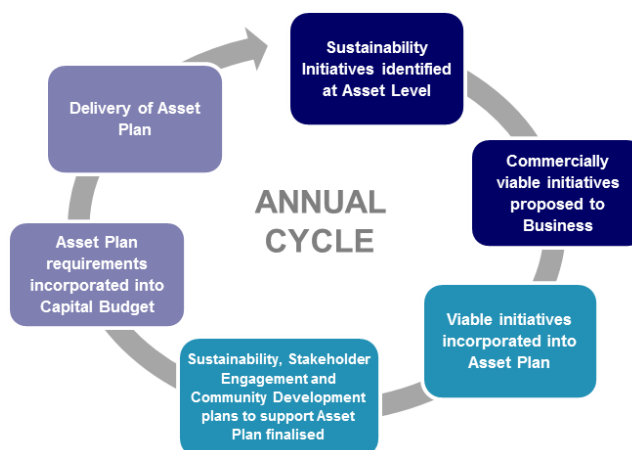 Sustainability
Initiatives identified
at Asset Level
Commercially
viable initiatives
proposed to
Business
Viable initiatives
incorporated into
Asset Plan
Sustainability, Stakeholder
Engagement and
Community Development
plans to support Asset
Plan finalised
Asset Plan
requirements
incorporated into
Capital Budget
Delivery of Asset
Plan
ANNUAL
CYCLE